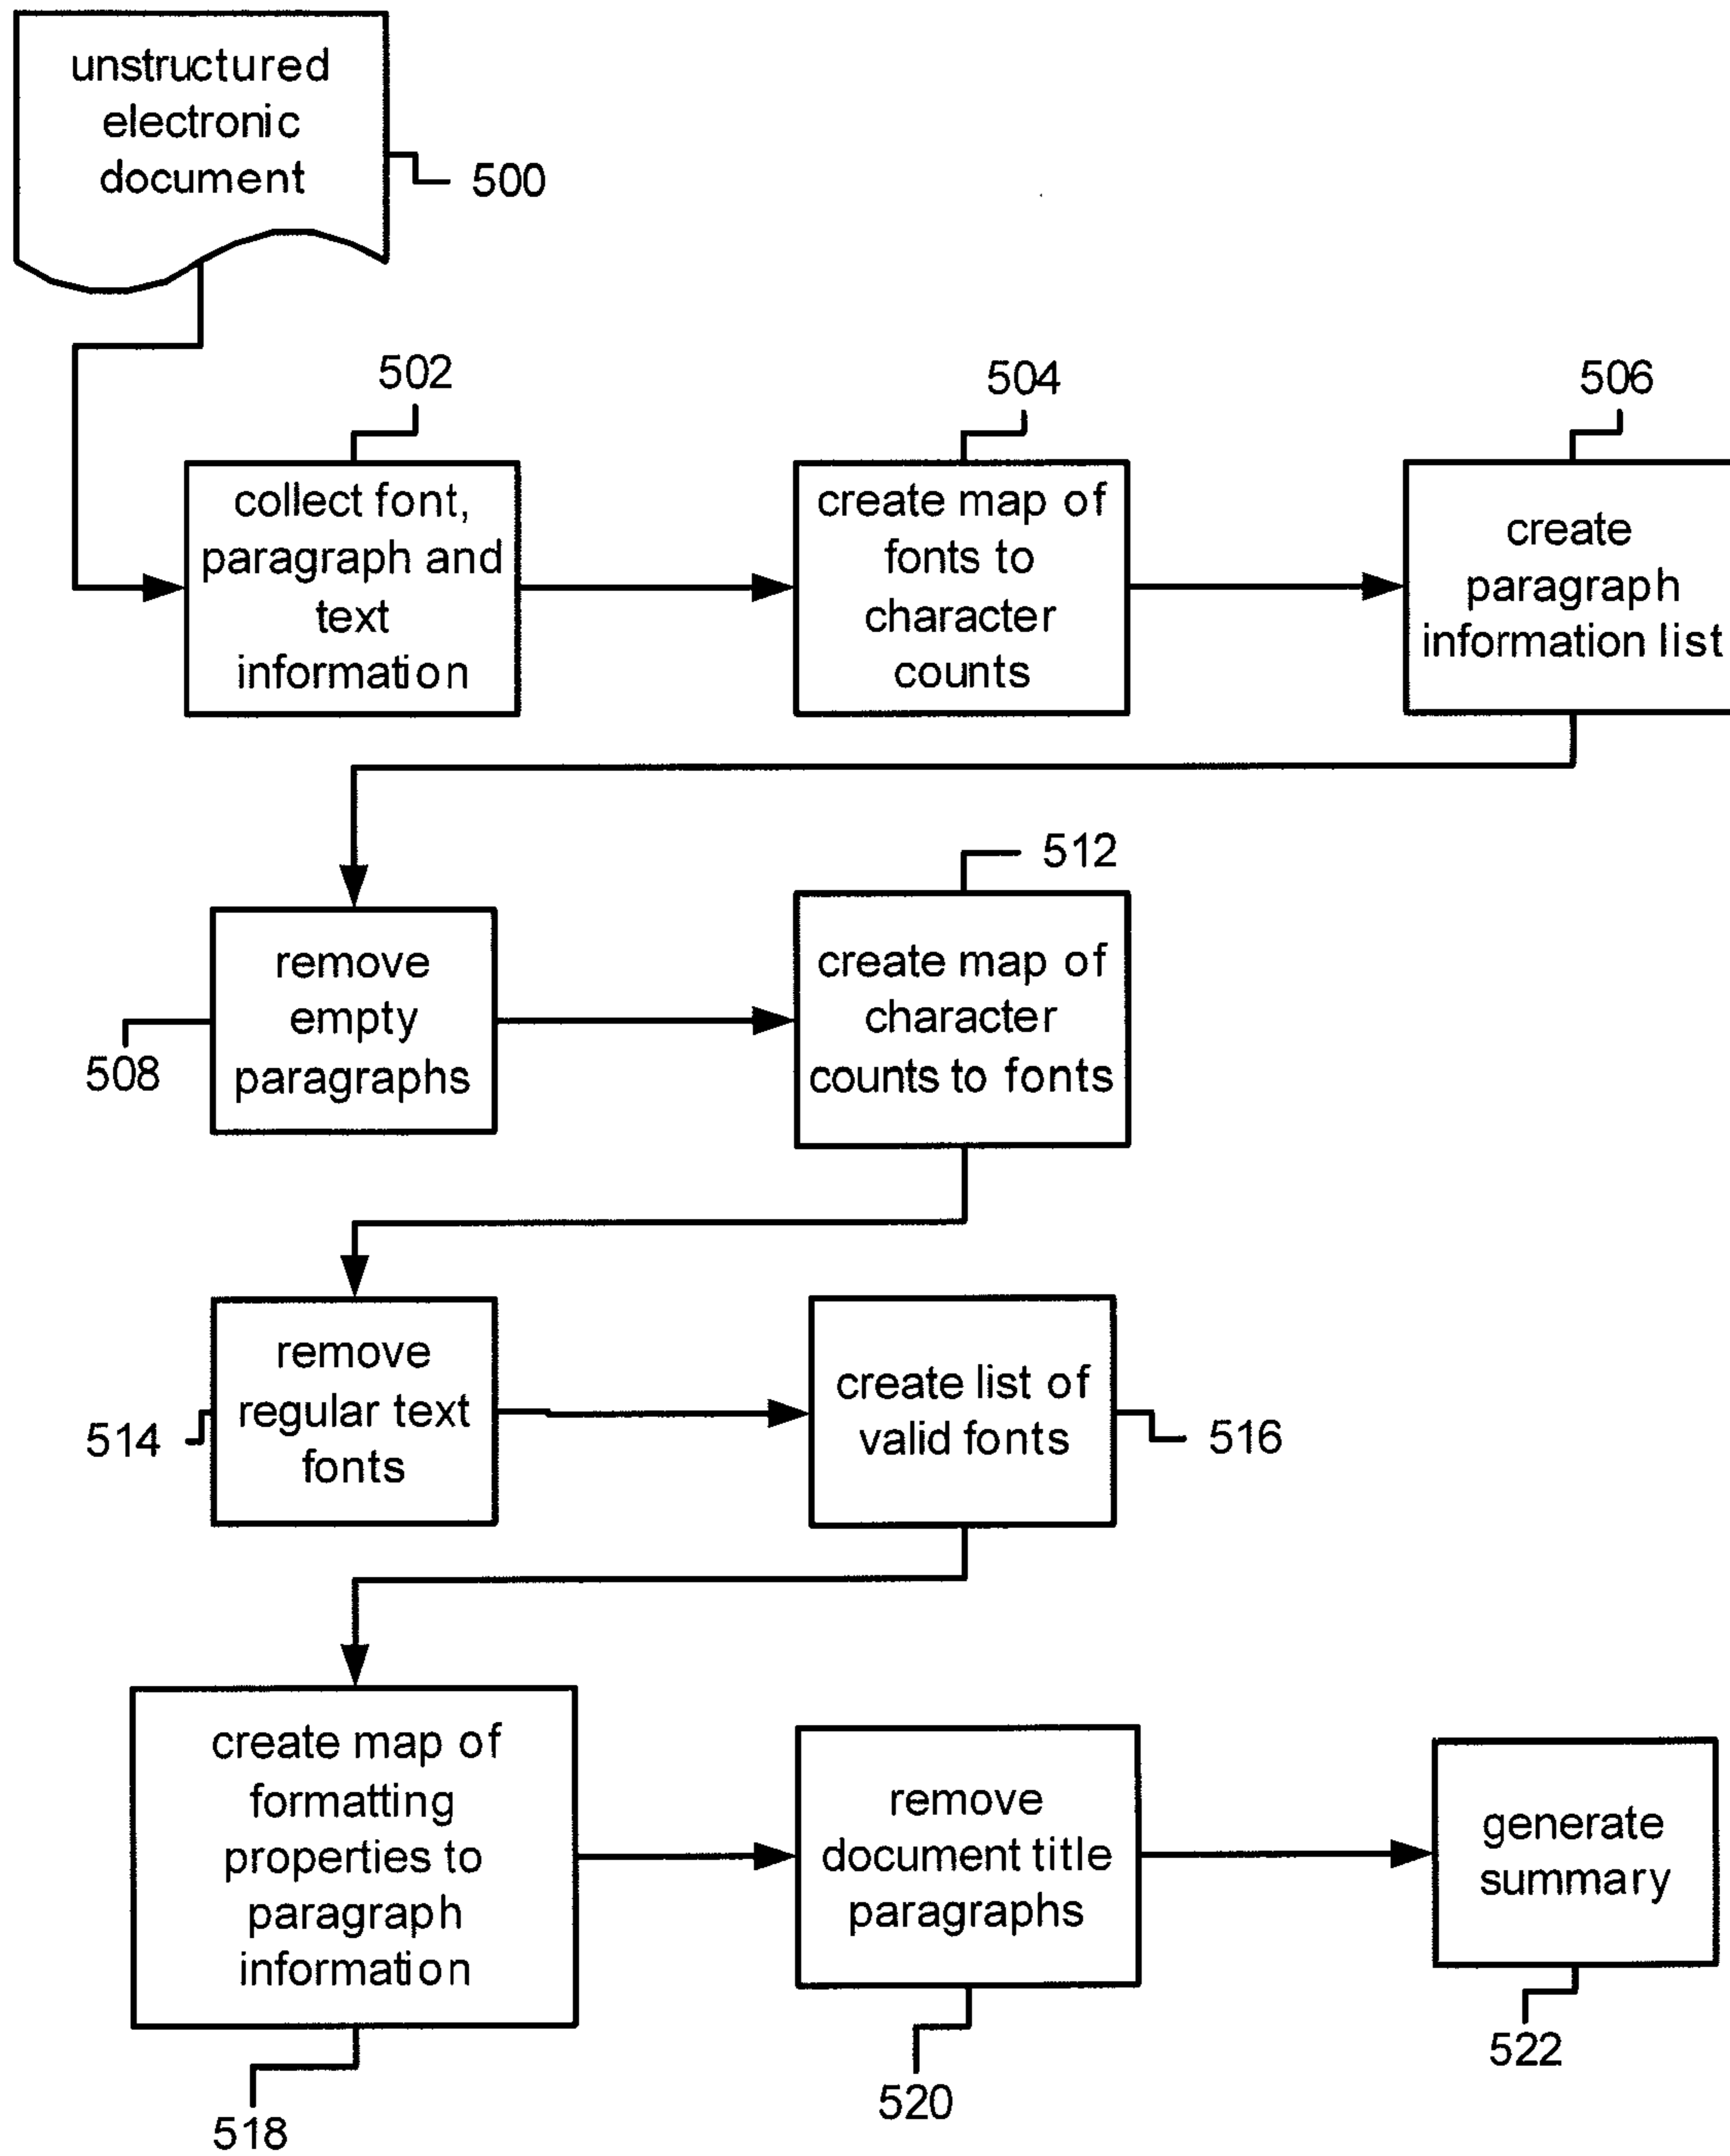 unstructured
electronic
document
500
502
collect font,
paragraph and
text
information
504
create map of
fonts to
character
counts
506
create
paragraph
information list
508
remove
empty
paragraphs
512
create map of
character
counts to fonts
514
remove
regular text
fonts
516
create list of
valid fonts
518
create map of
formatting
properties to
paragraph
information
520
remove
document title
paragraphs
522
generate
summary